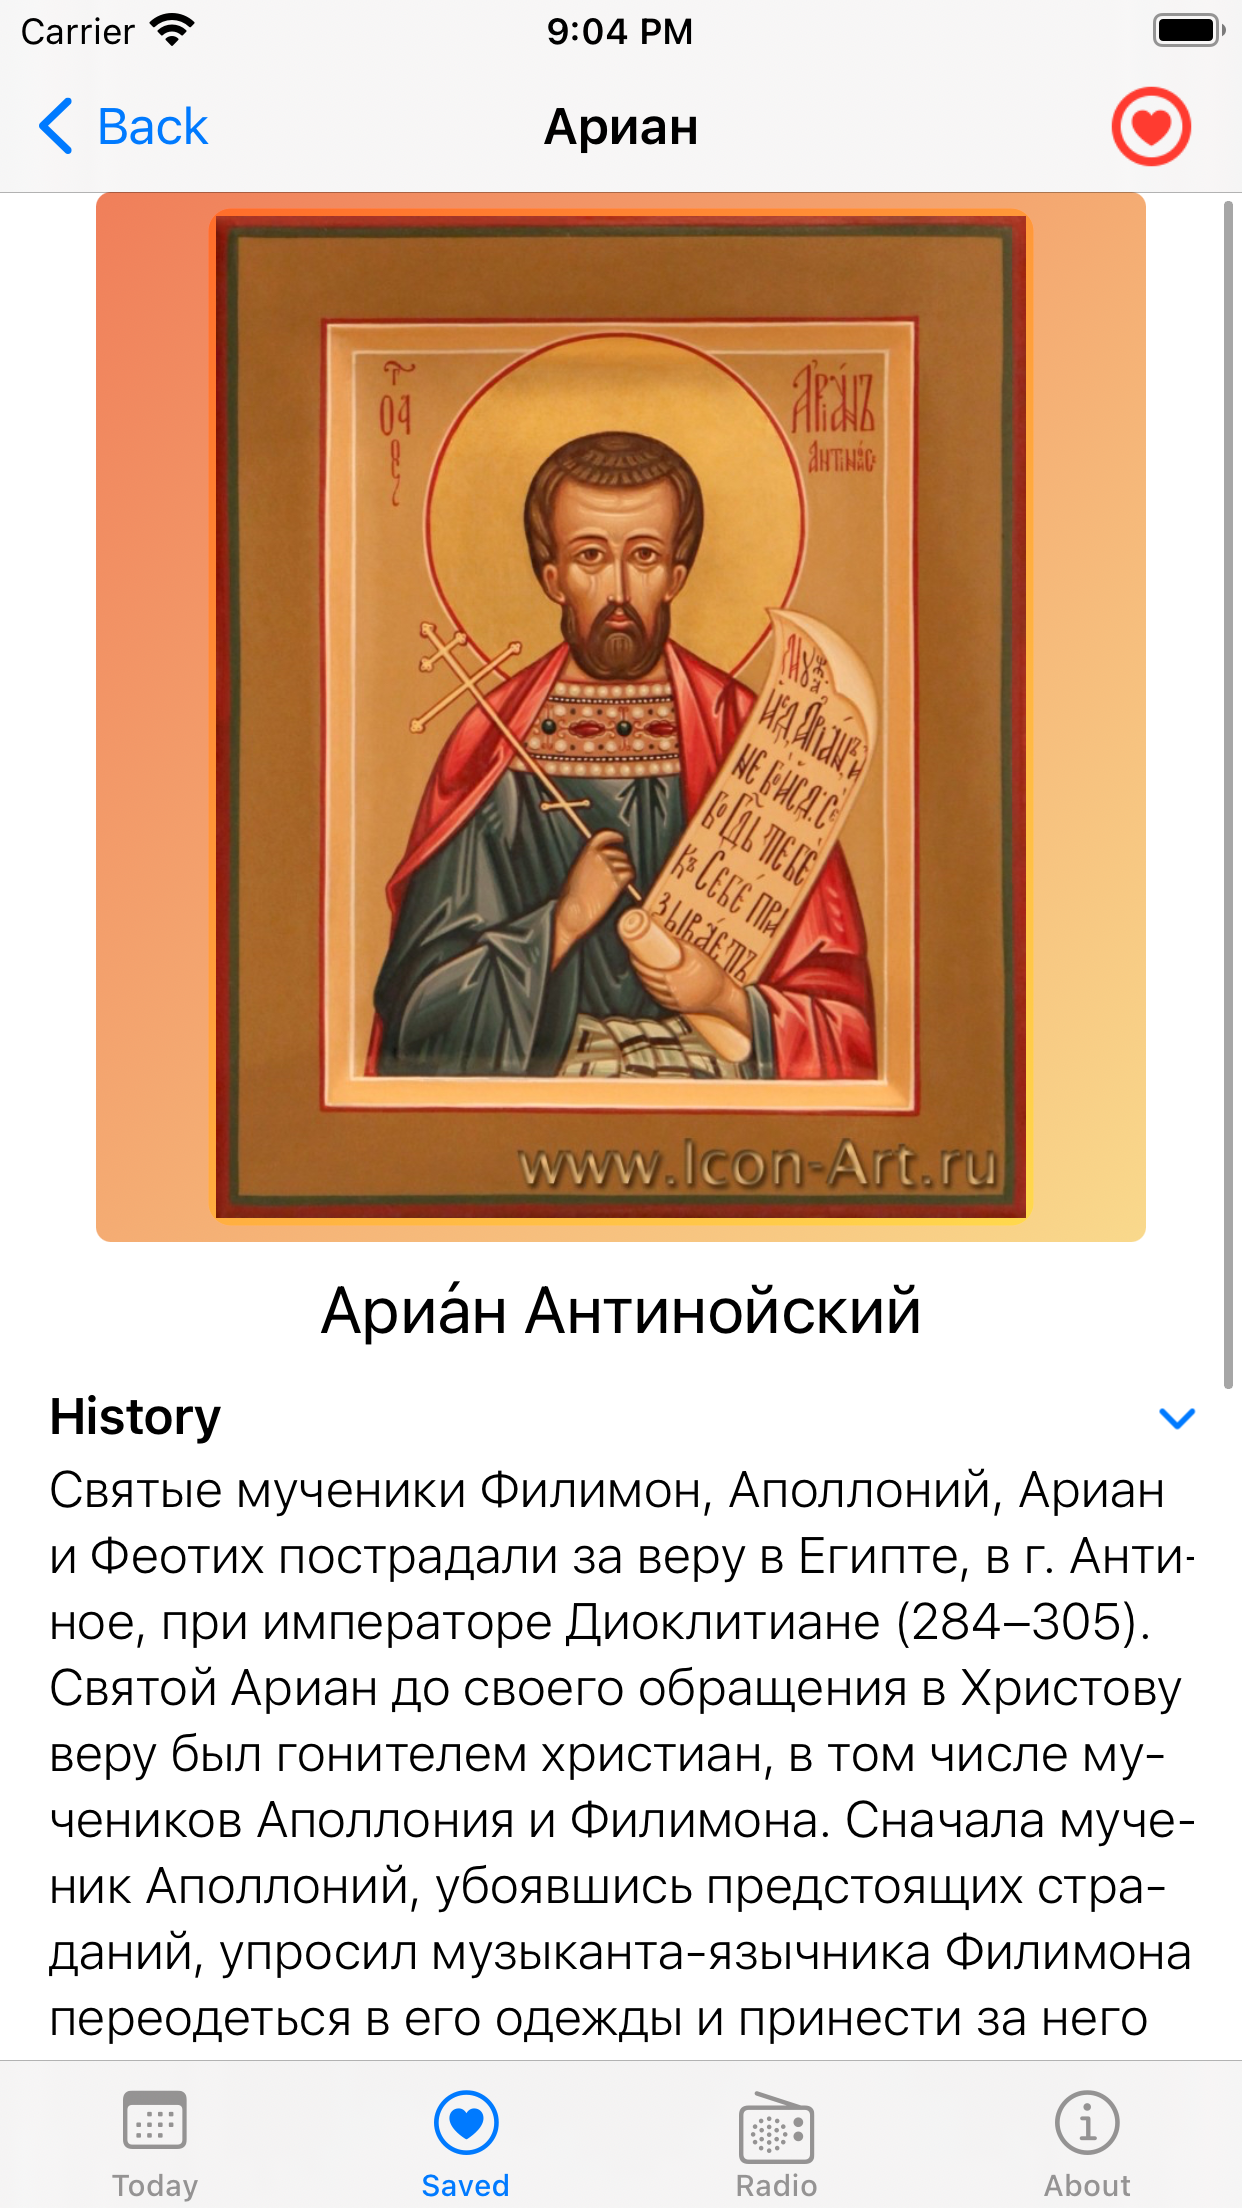 Carrier
9:04 PM
Back
Ариан
АРІАНЪ
www.Icon-Art.ru
Ариа́н Антинойский
History
Святые мученики Филимон, Аполлоний, Ариан
и Феотих пострадали за веру в Египте, в г. Анти-
ное, при императоре Диоклитиане (284–305).
Святой Ариан до своего обращения в Христову
веру был гонителем христиан, в том числе му-
чеников Аполлония и Филимона. Сначала муче-
ник Аполлоний, убоявшись предстоящих стра-
даний, упросил музыканта-язычника Филимона
переодеться в его одежды и принести за него
Today
Saved
Radio
About